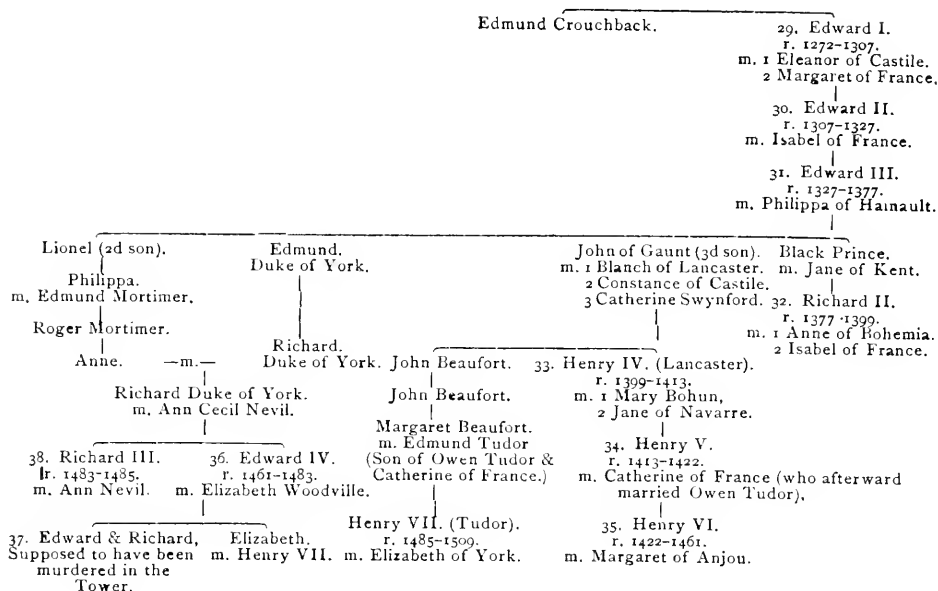 Edmund Crouchback.
29. Edward I.
r. 1272-1307.
m. 1 Eleanor of Castile.
2 Margaret of France.
30. Edward II.
r. 1307-1327.
m. Isabel of France.
31. Edward III.
r. 1327-1377.
m. Philippa of Hainault.
Lionel (2d son).
Philippa.
m. Edmund Mortimer.
Roger Mortimer.
Anne. —m.—
Edmund.
Duke of York.
Richard.
Duke of York.
John of Gaunt (3d son).
m. 1 Blanch of Lancaster.
2 Constance of Castile.
3 Catherine Swynford.
Black Prince.
m. Jane of Kent.
32. Richard II.
r. 1377-1399.
m. 1 Anne of Bohemia.
2 Isabel of France.
Richard Duke of York.
m. Ann Cecil Nevil.
John Beaufort.
John Beaufort.
Margaret Beaufort.
m. Edmund Tudor
(Son of Owen Tudor &
Catherine of France.)
33. Henry IV. (Lancaster).
r. 1399-1413.
m. 1 Mary Bohun,
2 Jane of Navarre.
34. Henry V.
r. 1413-1422.
m. Catherine of France (who afterward
married Owen Tudor),
38. Richard III.
r. 1483-1485.
m. Ann Nevil.
36. Edward IV.
r. 1461-1483.
m. Elizabeth Woodville.
37. Edward & Richard,
Supposed to have been
murdered in the
Tower.
Elizabeth.
m. Henry VII.
Henry VII. (Tudor).
r. 1485-1509.
m. Elizabeth of York.
35. Henry VI.
r. 1422-1461.
m. Margaret of Anjou.